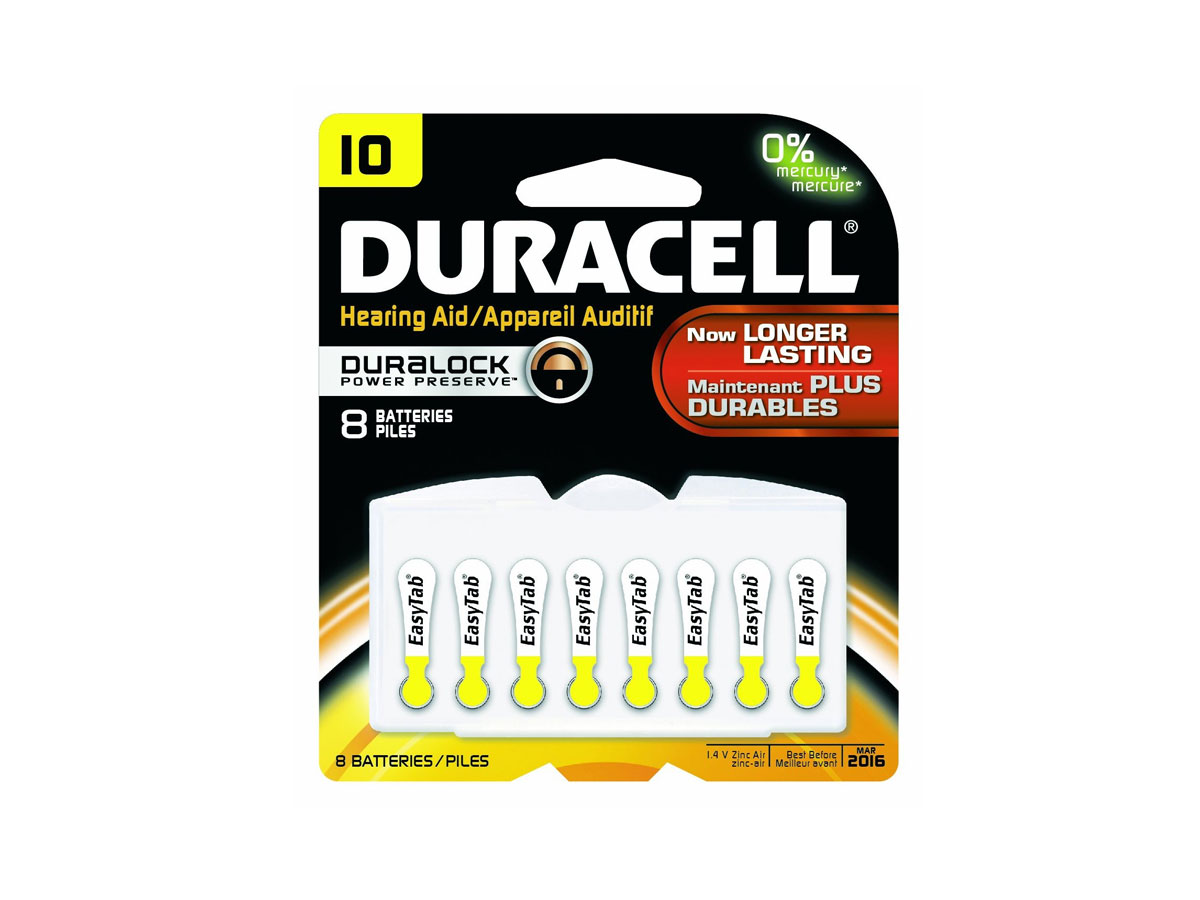 10
0%
mercury*
mercure*
DURACELL®
Hearing Aid/Appareil Auditif
Now LONGER
LASTING
Maintenant PLUS
DURABLES
DURALOCK
POWER PRESERVE™
8 BATTERIES
PILES
EasyTab®
EasyTab®
EasyTab®
EasyTab®
EasyTab®
EasyTab®
EasyTab®
EasyTab®
8 BATTERIES/PILES
1.4 V Zinc Air
zinc-air
Best Before
Meilleur avant
MAR
2016